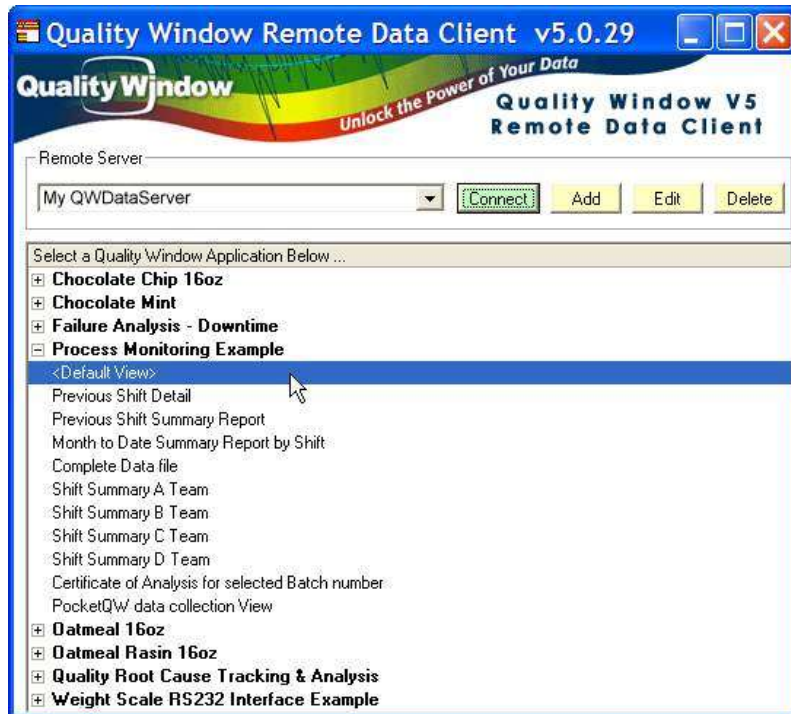 Quality Window Remote Data Client v5.0.29
Quality Window
Unlock the Power of Your Data
Quality Window V5
Remote Data Client
Remote Server
My QWDataServer
Connect
Add
Edit
Delete
Select a Quality Window Application Below ...
Chocolate Chip 16oz
Chocolate Mint
Failure Analysis - Downtime
Process Monitoring Example
<Default View>
Previous Shift Detail
Previous Shift Summary Report
Month to Date Summary Report by Shift
Complete Data file
Shift Summary A Team
Shift Summary B Team
Shift Summary C Team
Shift Summary D Team
Certificate of Analysis for selected Batch number
PocketQW data collection View
Oatmeal 16oz
Oatmeal Rasin 16oz
Quality Root Cause Tracking & Analysis
Weight Scale RS232 Interface Example